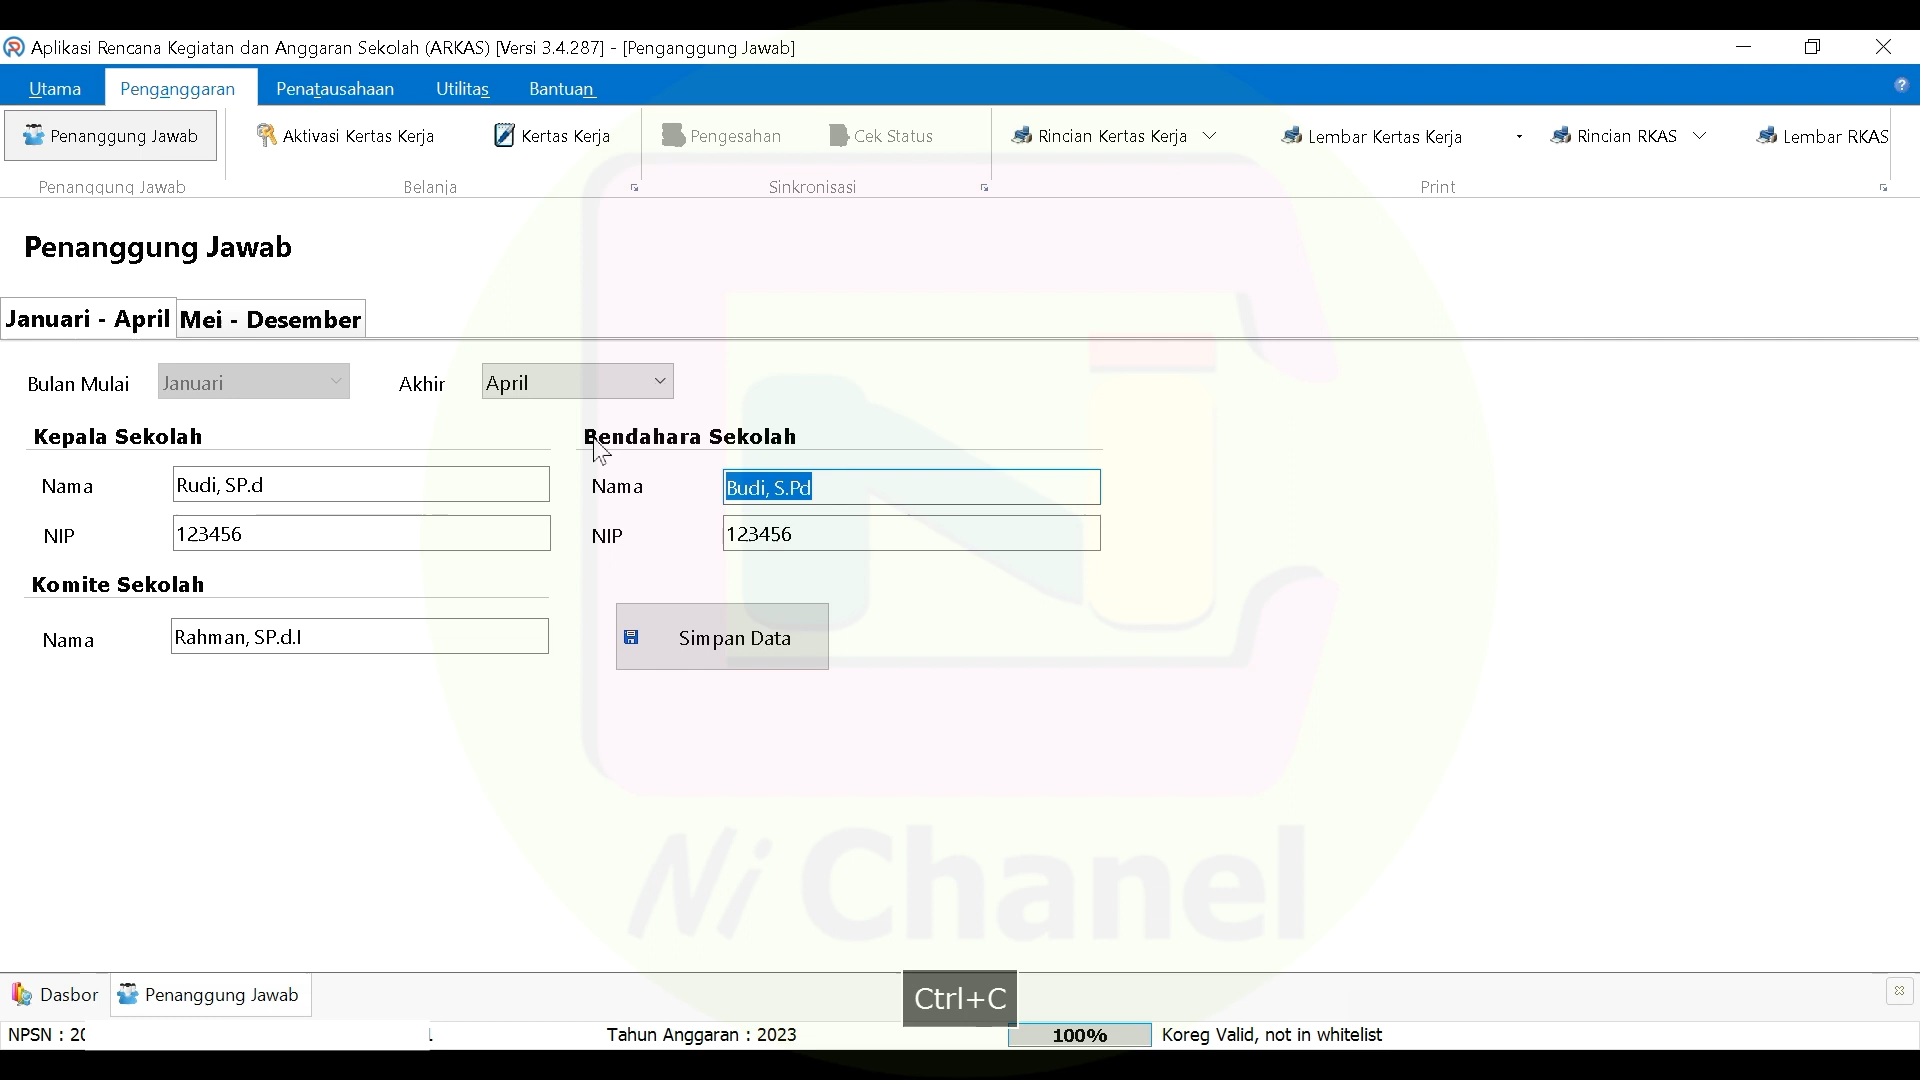 Aplikasi Rencana Kegiatan dan Anggaran Sekolah (ARKAS) [Versi 3.4.287] - [Penganggung Jawab]
Utama Penganggaran Penatausahaan Utilitas Bantuan
Penanggung Jawab Aktivasi Kertas Kerja Kertas Kerja Pengesahan Cek Status Rincian Kertas Kerja Lembar Kertas Kerja Rincian RKAS Lembar RKAS
Penanggung Jawab Belanja Sinkronisasi Print
Penanggung Jawab
Januari - April Mei - Desember
Bulan Mulai Januari Akhir April
Kepala Sekolah Bendahara Sekolah
Nama Rudi, SP.d Nama Budi, S.Pd
NIP 123456 NIP 123456
Komite Sekolah
Nama Rahman, SP.d.I Simpan Data
Ni Chanel
Dasbor Penanggung Jawab Ctrl+C
NPSN : 20 Tahun Anggaran : 2023 100% Koreg Valid, not in whitelist